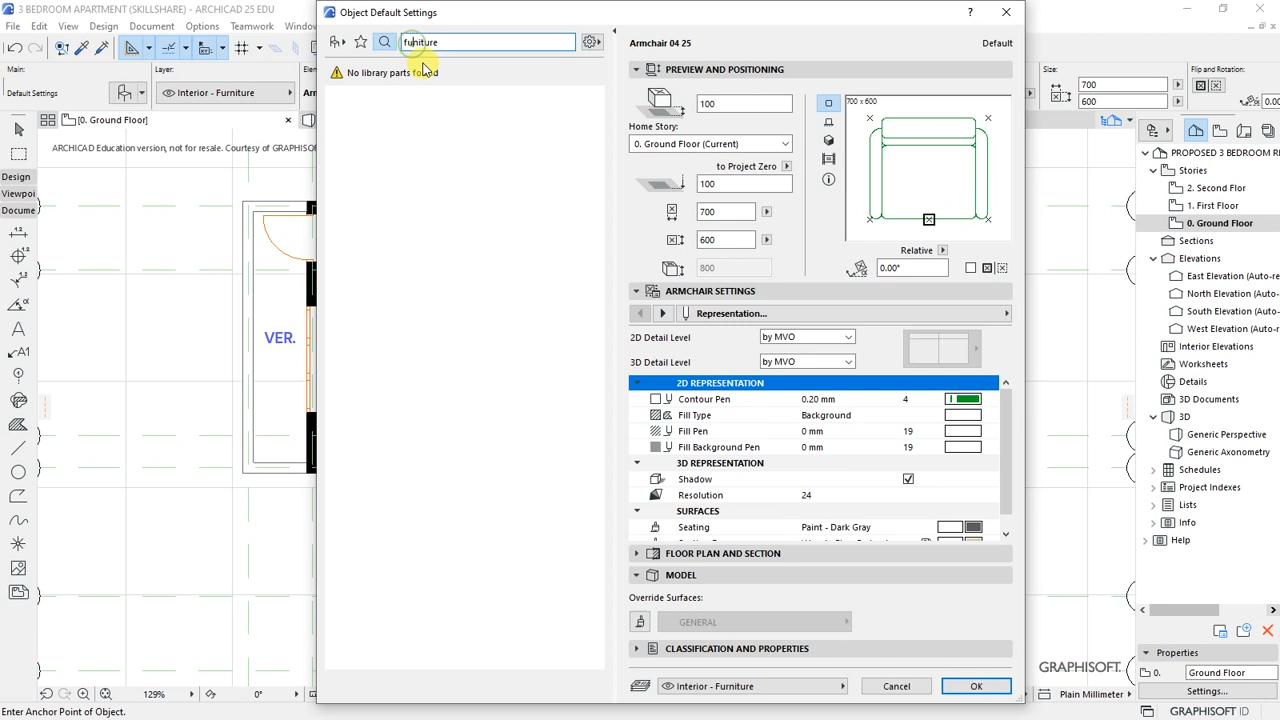 3 BEDROOM APARTMENT (SKILLSHARE) - ARCHICAD 25 EDU
File Edit View Design Document Options Teamwork
Main:
Layer:
Default Settings
Interior - Furniture
[0. Ground Floor]
ARCHICAD Education version, not for resale. Courtesy of GRAPHISOF
Design
Viewpoi
Docume
VER.
129%
0°
Enter Anchor Point of Object.
Object Default Settings
?
funiture
No library parts found
Armchair 04 25
Default
PREVIEW AND POSITIONING
100
Home Story:
0. Ground Floor (Current)
to Project Zero
100
700
600
800
700 x 600
Relative
0.00°
ARMCHAIR SETTINGS
Representation...
2D Detail Level by MVO
3D Detail Level by MVO
2D REPRESENTATION
Contour Pen 0.20 mm 4
Fill Type Background
Fill Pen 0 mm 19
Fill Background Pen 0 mm 19
3D REPRESENTATION
Shadow
Resolution 24
SURFACES
Seating Paint - Dark Gray
FLOOR PLAN AND SECTION
MODEL
Override Surfaces:
GENERAL
CLASSIFICATION AND PROPERTIES
Interior - Furniture
Cancel
OK
Size:
Flip and Rotation:
700
600
0.00
PROPOSED 3 BEDROOM RE
Stories
2. Second Flor
1. First Floor
0. Ground Floor
Sections
Elevations
East Elevation (Auto-re
North Elevation (Auto-
South Elevation (Auto-
West Elevation (Auto-r
Interior Elevations
Worksheets
Details
3D Documents
3D
Generic Perspective
Generic Axonometry
Schedules
Project Indexes
Lists
Info
Help
GRAPHISOFT.
Properties
0. Ground Floor
Plain Millimeter
Settings...
GRAPHISOFT ID